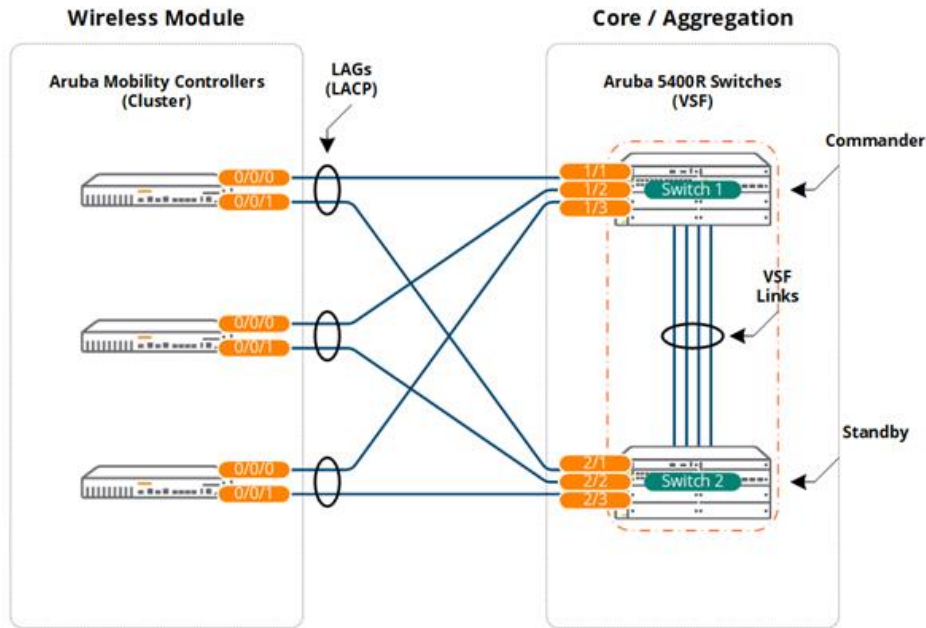 Wireless Module
Core / Aggregation
Aruba Mobility Controllers
(Cluster)
LAGs
(LACP)
Aruba 5400R Switches
(VSF)
Commander
0/0/0
0/0/1
1/1
1/2
1/3
Switch 1
VSF
Links
0/0/0
0/0/1
Standby
0/0/0
0/0/1
2/1
2/2
2/3
Switch 2